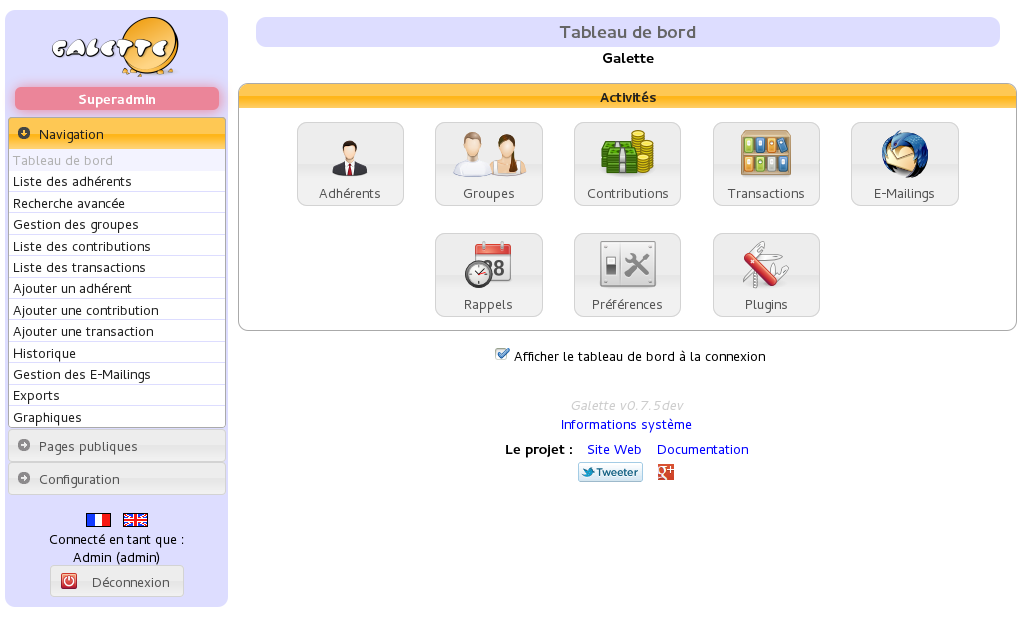 GALETTE
Superadmin
Navigation
Tableau de bord
Liste des adhérents
Recherche avancée
Gestion des groupes
Liste des contributions
Liste des transactions
Ajouter un adhérent
Ajouter une contribution
Ajouter une transaction
Historique
Gestion des E-Mailings
Exports
Graphiques
Pages publiques
Configuration
Connecté en tant que :
Admin (admin)
Déconnexion
Tableau de bord
Galette
Activités
Adhérents Groupes Contributions Transactions E-Mailings
38
Rappels Préférences Plugins
Afficher le tableau de bord à la connexion
Galette v0.7.5dev
Informations système
Le projet : Site Web Documentation
Tweeter g+